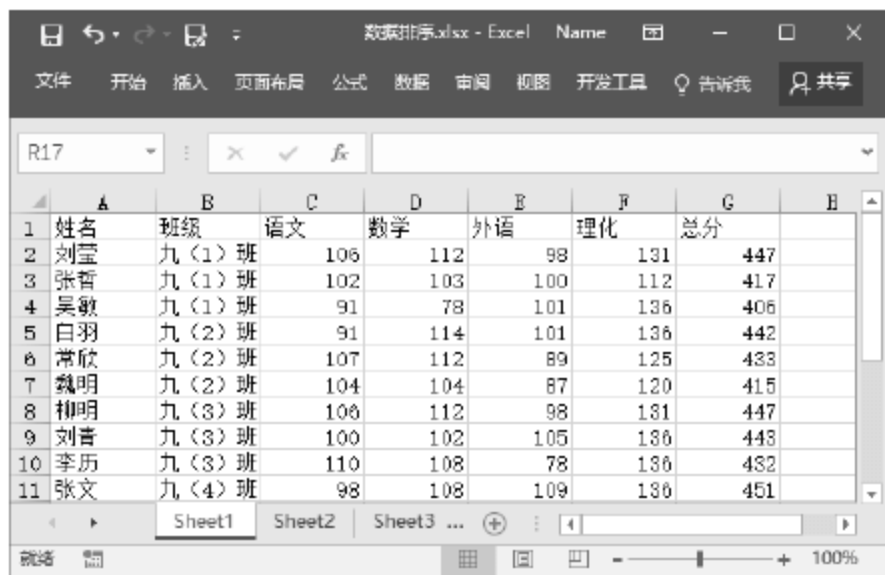 数据排序.xlsx - Excel Name
文件 开始 插入 页面布局 公式 数据 审阅 视图 开发工具 告诉我 共享
R17 fx
A B C D E F G H
1 姓名 班级 语文 数学 外语 理化 总分
2 刘莹 九（1）班 106 112 98 131 447
3 张哲 九（1）班 102 103 100 112 417
4 吴敏 九（1）班 91 78 101 136 406
5 白羽 九（2）班 91 114 101 136 442
6 常欣 九（2）班 107 112 89 125 433
7 魏明 九（2）班 104 104 87 120 415
8 柳明 九（3）班 106 112 98 131 447
9 刘青 九（3）班 100 102 105 136 443
10 李历 九（3）班 110 108 78 136 432
11 张文 九（4）班 98 108 109 136 451
Sheet1 Sheet2 Sheet3 ...
就绪 100%